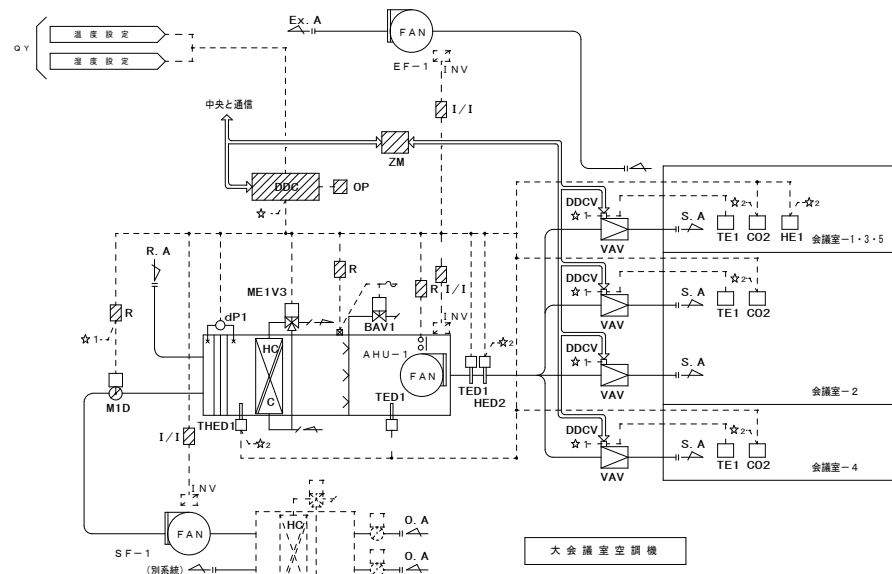 Ex. A
FAN
EF-1
INV
I/I
QY
温度設定
湿度設定
中央と通信
ZM
DDC
OP
☆1
R. A
R
☆1
dP1
ME1V3
R
BAV1
R
I/I
INV
AHU-1
FAN
HC
C
M1D
THED1
☆2
TED1
TED1
HED2
☆2
I/I
INV
FAN
SF-1
(別系統)
HC
O. A
O. A
DDCV
☆1
VAV
S. A
TE1
☆2
CO2
☆2
HE1
会議室-1・3・5
DDCV
☆1
VAV
S. A
TE1
☆2
CO2
DDCV
☆1
VAV
S. A
会議室-2
DDCV
☆1
VAV
S. A
TE1
☆2
CO2
会議室-4
大会議室空調機